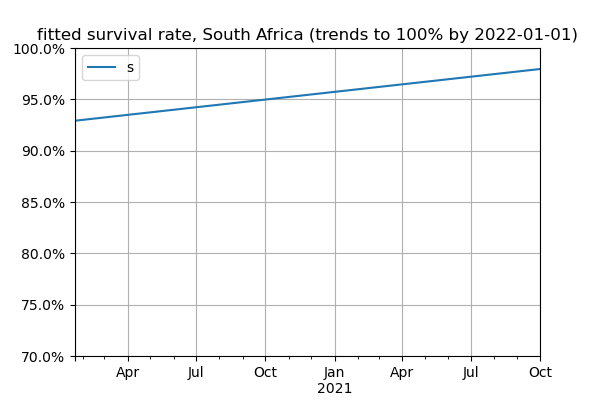 fitted survival rate, South Africa (trends to 100% by 2022-01-01)
100.0%
95.0%
90.0%
85.0%
80.0%
75.0%
70.0%
s
Apr Jul Oct Jan Apr Jul Oct
2021